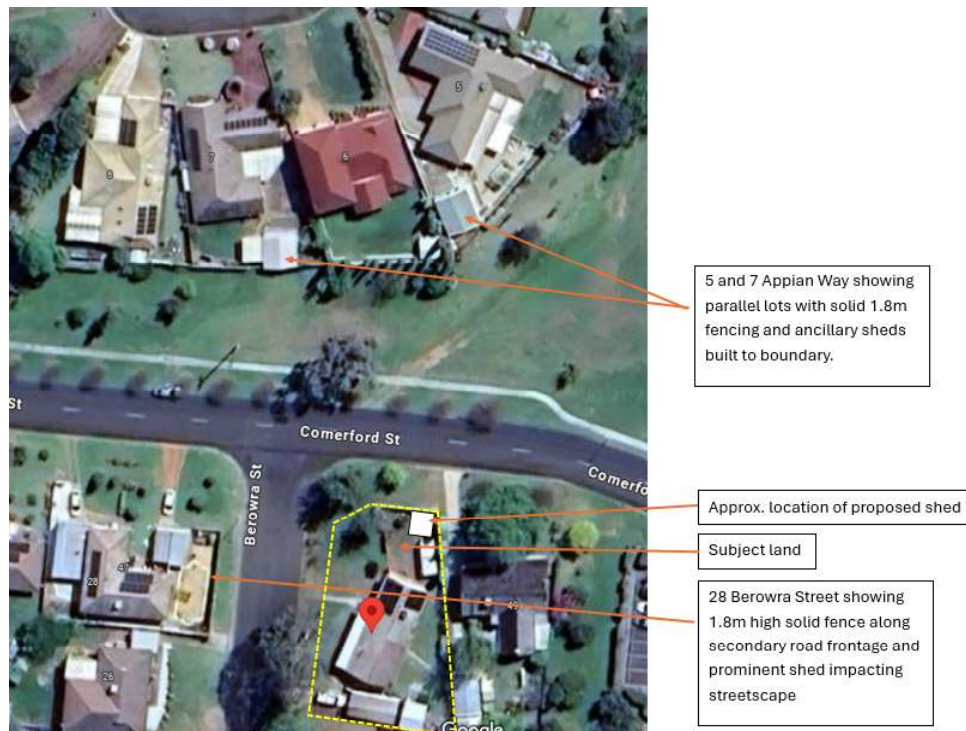 5
7
6
8
5 and 7 Appian Way showing
parallel lots with solid 1.8m
fencing and ancillary sheds
built to boundary.
St
Comerford St
Comerfo
Berowra St
Approx. location of proposed shed
Subject land
28 Berowra Street showing
1.8m high solid fence along
secondary road frontage and
prominent shed impacting
streetscape
47
28
49
26
Google